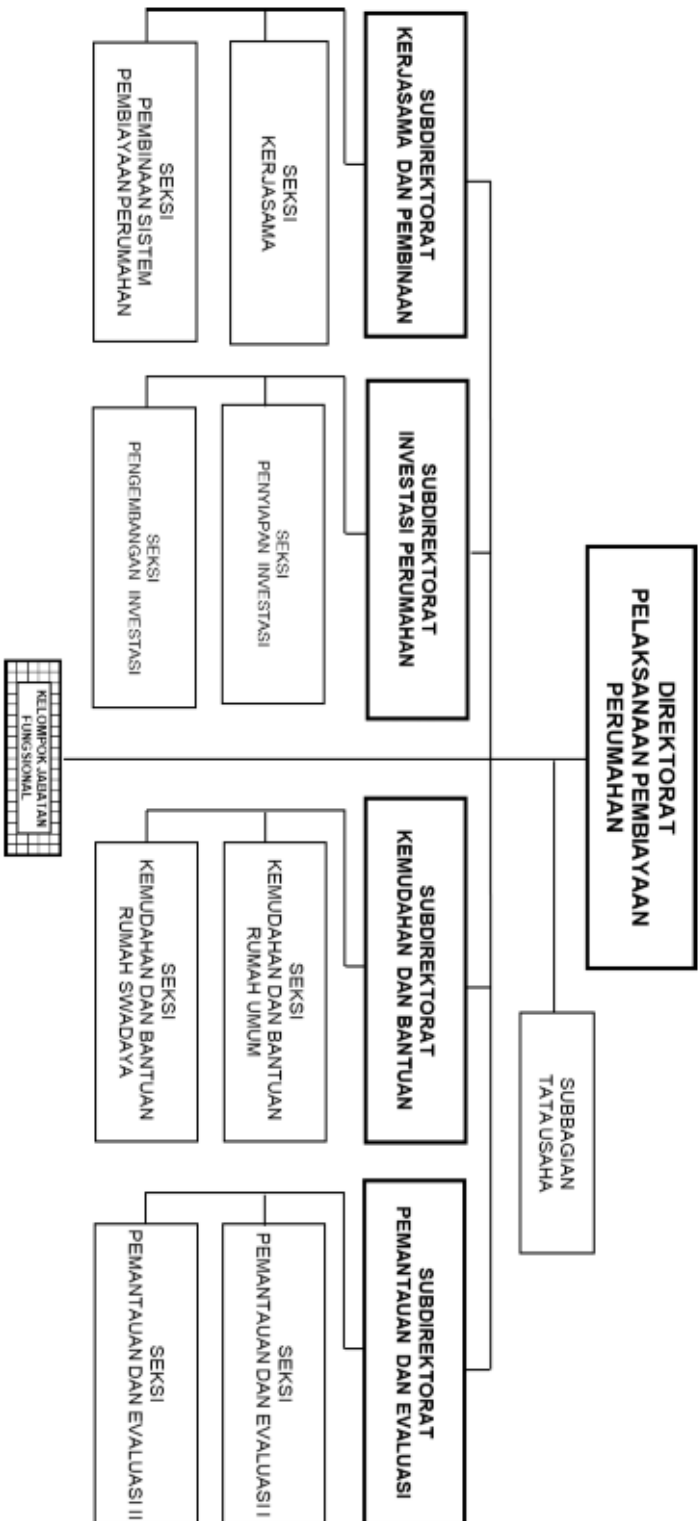 DIREKTORAT
PELAKSANAAN PEMBIAYAAN
PERUMAHAN
SUBBAGIAN
TATA USAHA
SUBDIREKTORAT
KERJASAMA DAN PEMBINAAN
SUBDIREKTORAT
INVESTASI PERUMAHAN
SUBDIREKTORAT
KEMUDAHAN DAN BANTUAN
SUBDIREKTORAT
PEMANTAUAN DAN EVALUASI
SEKSI
KERJASAMA
SEKSI
PENYIAPAN INVESTASI
SEKSI
KEMUDAHAN DAN BANTUAN
RUMAH UMUM
SEKSI
PEMANTAUAN DAN EVALUASI I
SEKSI
PEMBINAAN SISTEM
PEMBIAYAAN PERUMAHAN
SEKSI
PENGEMBANGAN INVESTASI
SEKSI
KEMUDAHAN DAN BANTUAN
RUMAH SWADAYA
SEKSI
PEMANTAUAN DAN EVALUASI II
KELOMPOK JABATAN
FUNGSIONAL